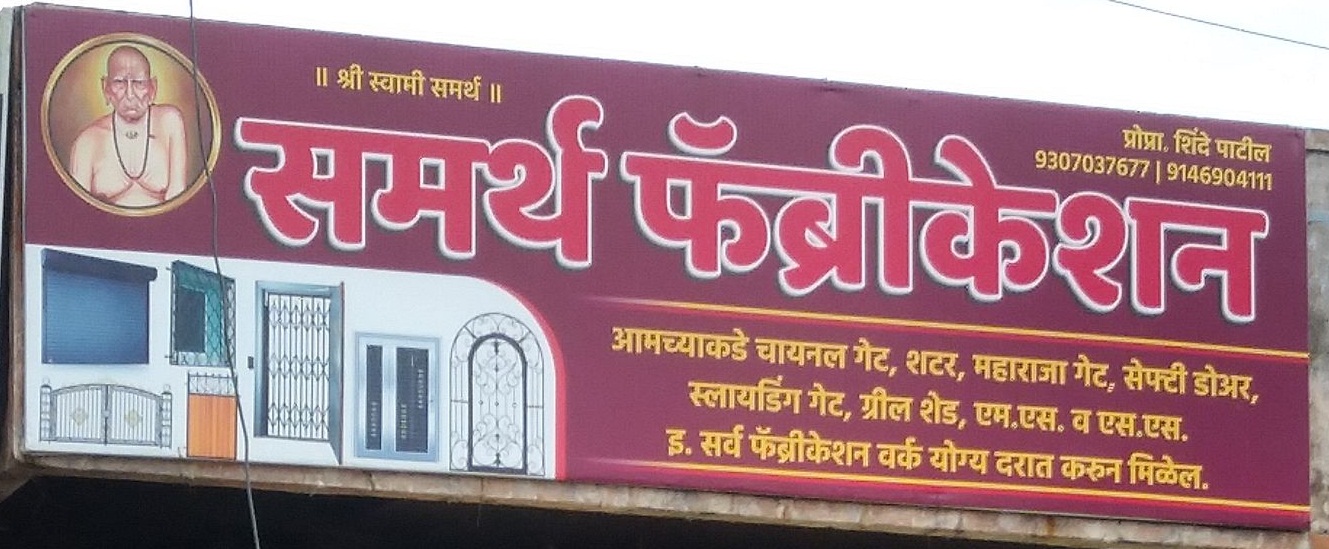 ॥ श्री स्वामी समर्थ ॥
समर्थ फॅब्रीकेशन
प्रोप्रा. शिंदे पाटील
9307037677 | 9146904111
आमच्याकडे चायनल गेट, शटर, महाराजा गेट, सेफ्टी डोअर,
स्लायडिंग गेट, ग्रील शेड, एम.एस. व एस.एस.
इ. सर्व फॅब्रीकेशन वर्क योग्य दरात करुन मिळेल.